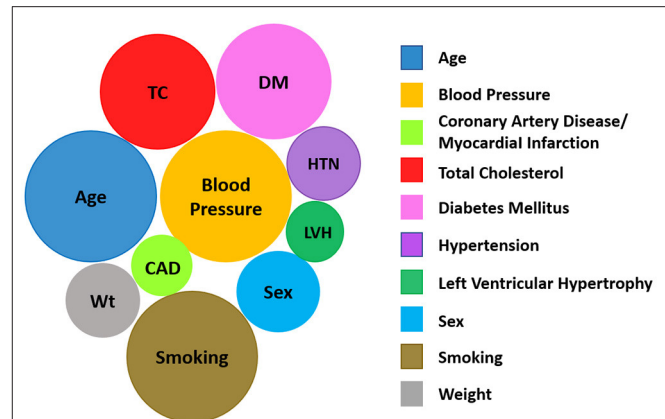 TC
DM
Age
Blood
Pressure
HTN
LVH
CAD
Wt
Sex
Smoking
Age
Blood Pressure
Coronary Artery Disease/
Myocardial Infarction
Total Cholesterol
Diabetes Mellitus
Hypertension
Left Ventricular Hypertrophy
Sex
Smoking
Weight